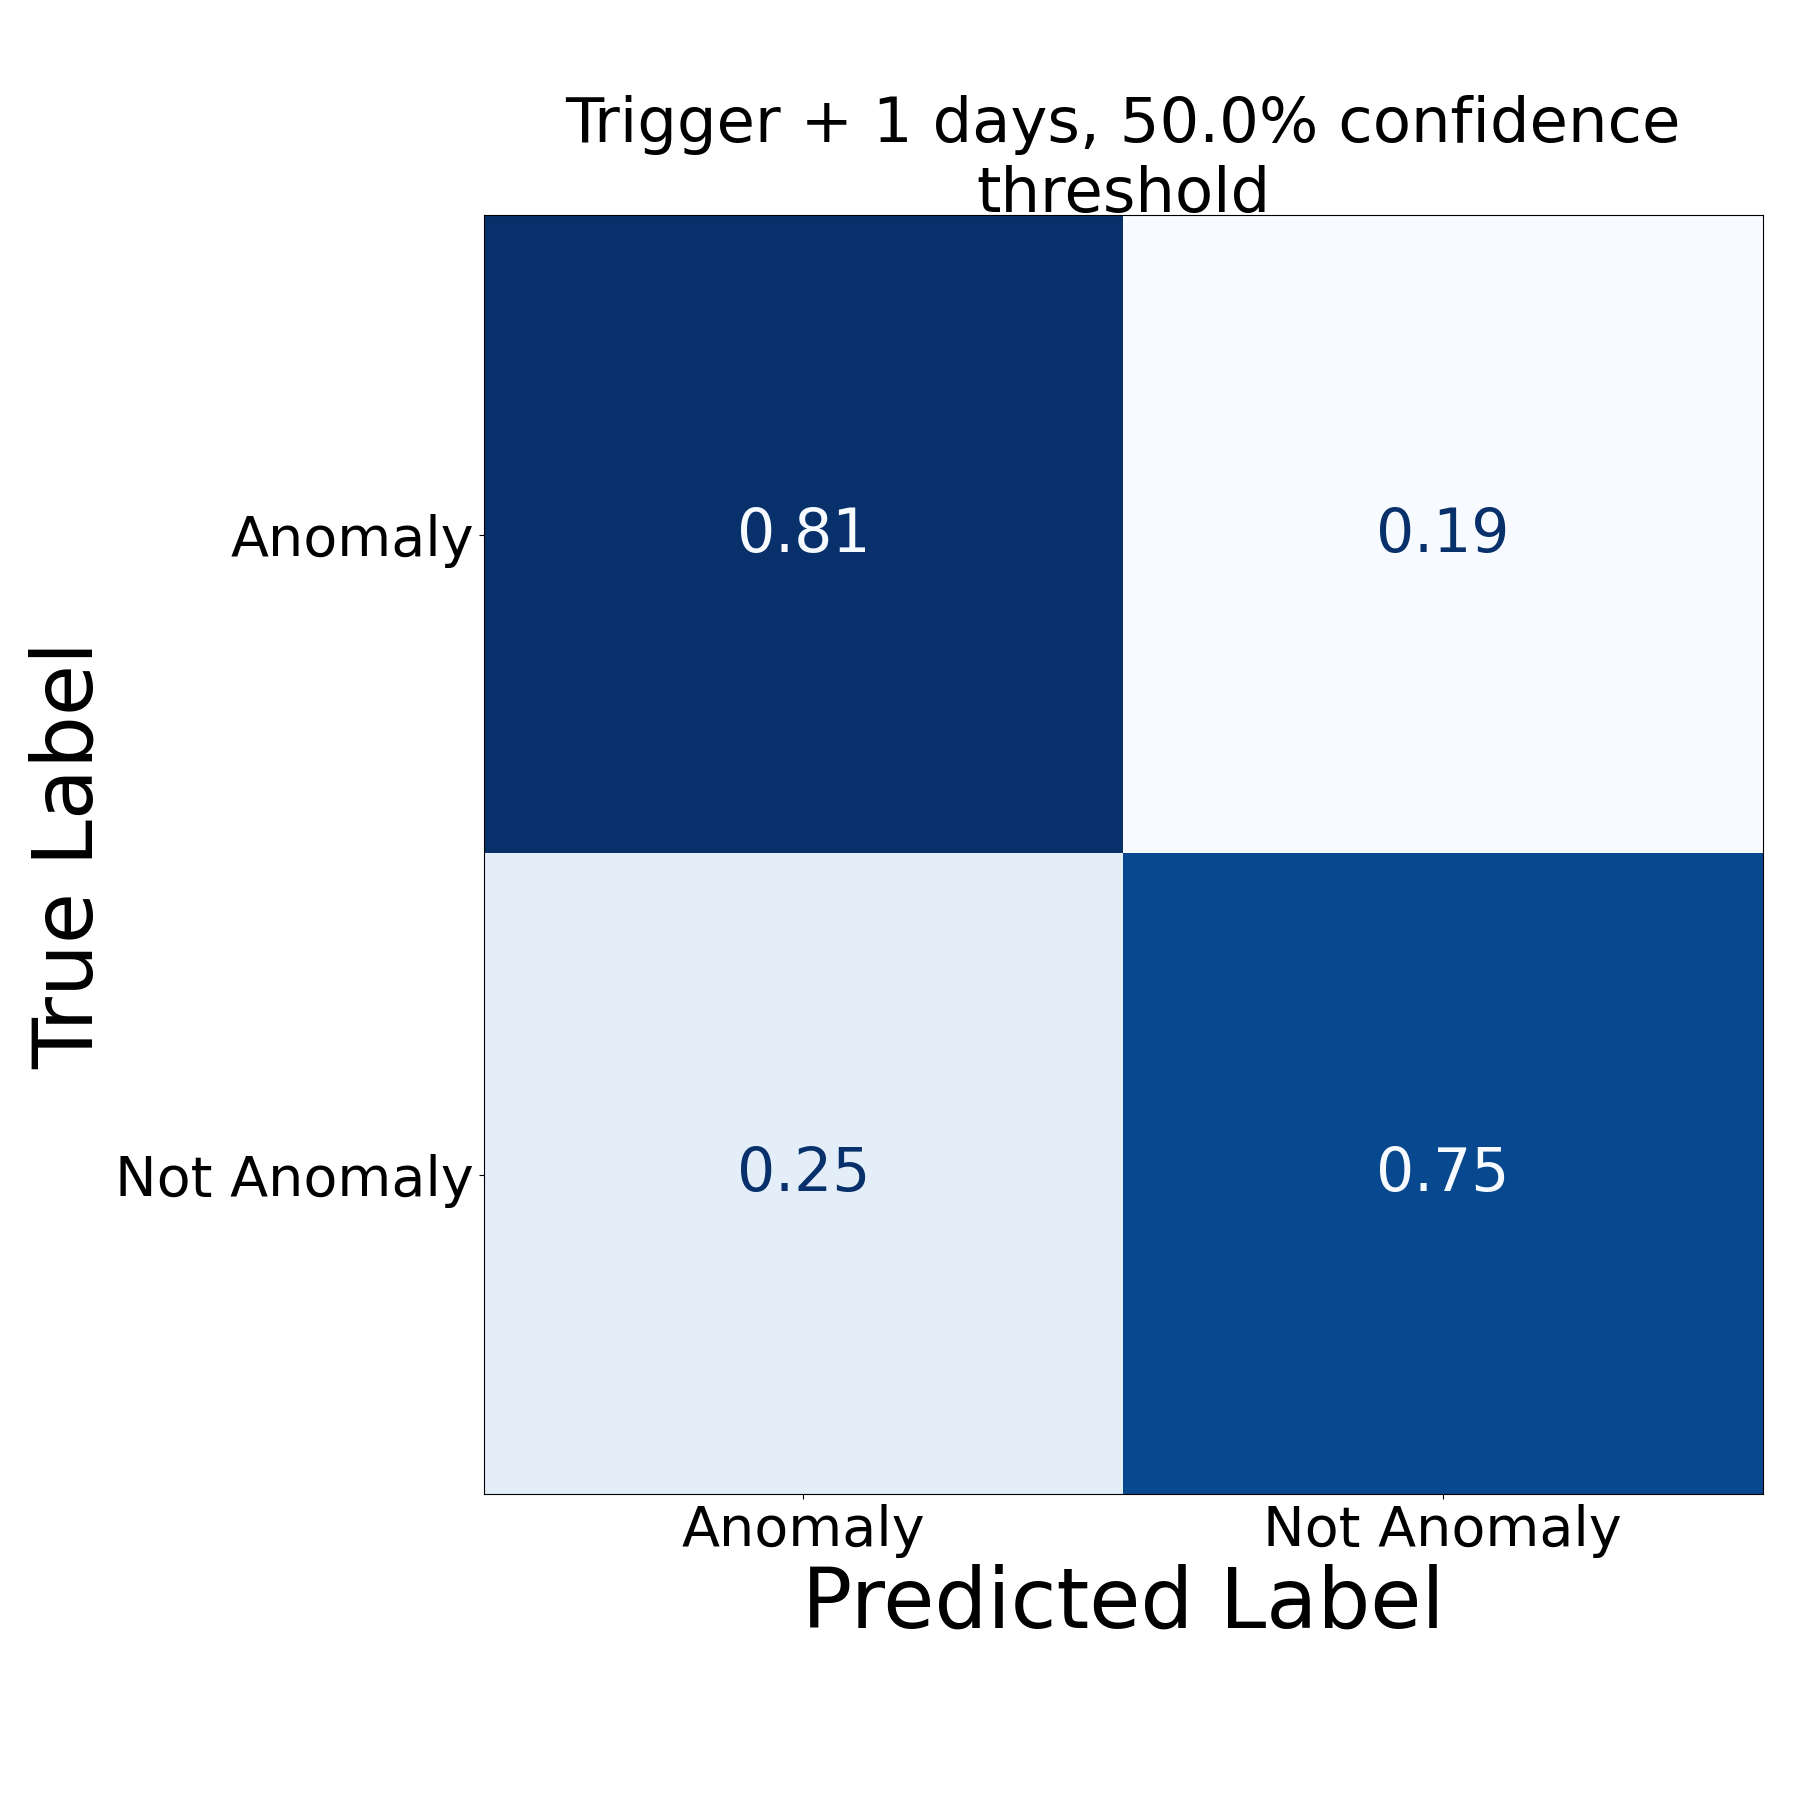 Trigger + 1 days, 50.0% confidence
threshold
True Label
Anomaly
0.81
0.19
Not Anomaly
0.25
0.75
Anomaly
Not Anomaly
Predicted Label